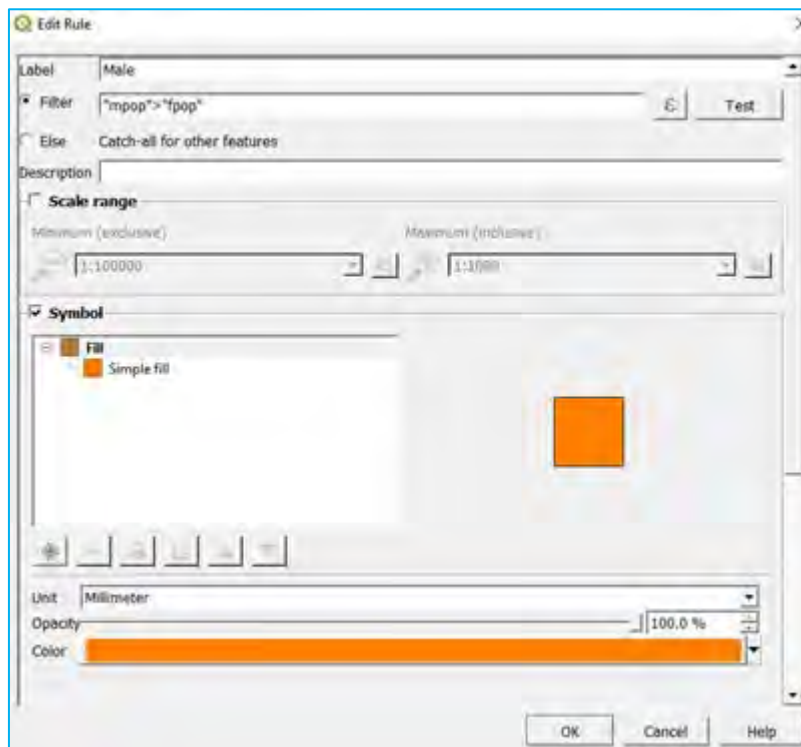 Edit Rule
Label Male
Filter "mpop">"fpop" ε Test
Else Catch-all for other features
Description
Scale range
Minimum (exclusive) Maximum (inclusive)
1:100000 1:1000
Symbol
Fill
Simple fill
Unit Millimeter
Opacity 100.0 %
Color
OK Cancel Help